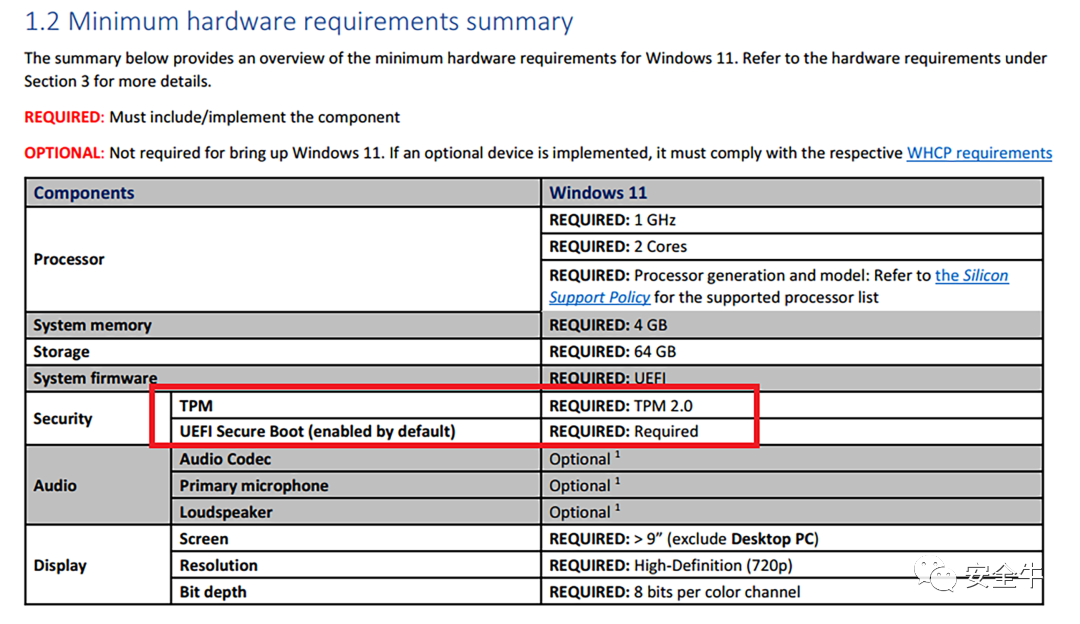 1.2 Minimum hardware requirements summary
The summary below provides an overview of the minimum hardware requirements for Windows 11. Refer to the hardware requirements under
Section 3 for more details.
REQUIRED: Must include/implement the component
OPTIONAL: Not required for bring up Windows 11. If an optional device is implemented, it must comply with the respective WHCP requirements
Components Windows 11
Processor
REQUIRED: 1 GHz
REQUIRED: 2 Cores
REQUIRED: Processor generation and model: Refer to the Silicon
Support Policy for the supported processor list
System memory REQUIRED: 4 GB
Storage REQUIRED: 64 GB
System firmware REQUIRED: UEFI
Security
TPM REQUIRED: TPM 2.0
UEFI Secure Boot (enabled by default) REQUIRED: Required
Audio
Audio Codec Optional ¹
Primary microphone Optional ¹
Loudspeaker Optional ¹
Display
Screen REQUIRED: > 9” (exclude Desktop PC)
Resolution REQUIRED: High-Definition (720p)
Bit depth REQUIRED: 8 bits per color channel
安全牛